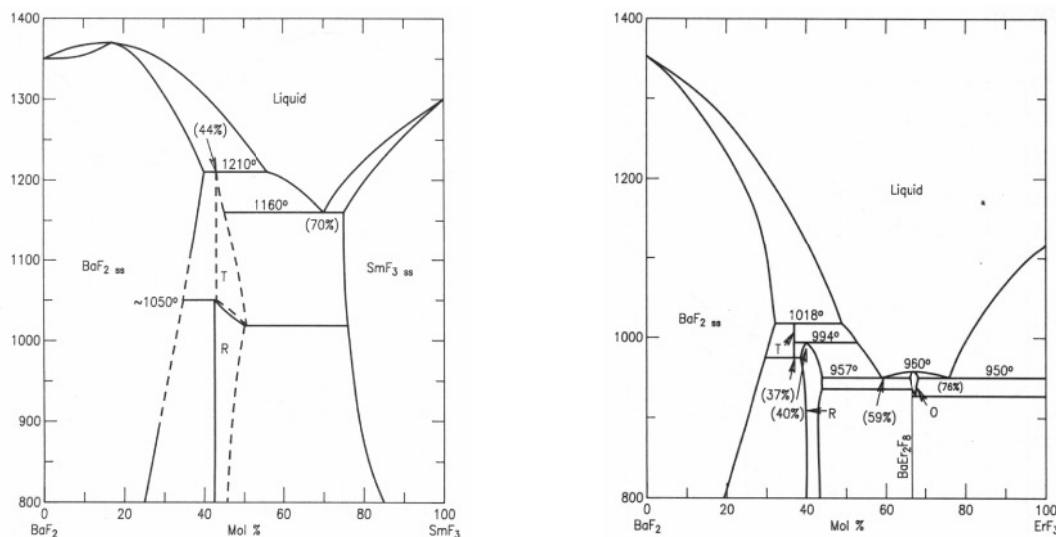 1400
1300
1200
1100
1000
900
800
Liquid
(44%)
1210°
1160°
(70%)
BaF2 ss
SmF3 ss
T
~1050°
R
0
20
40
60
80
100
BaF2
Mol %
SmF3
1400
1200
1000
800
Liquid
BaF2 ss
1018°
T
994°
957°
960°
950°
(37%)
(76%)
(40%)
R
(59%)
O
BaEr2F8
0
20
40
60
80
100
BaF2
Mol %
ErF3